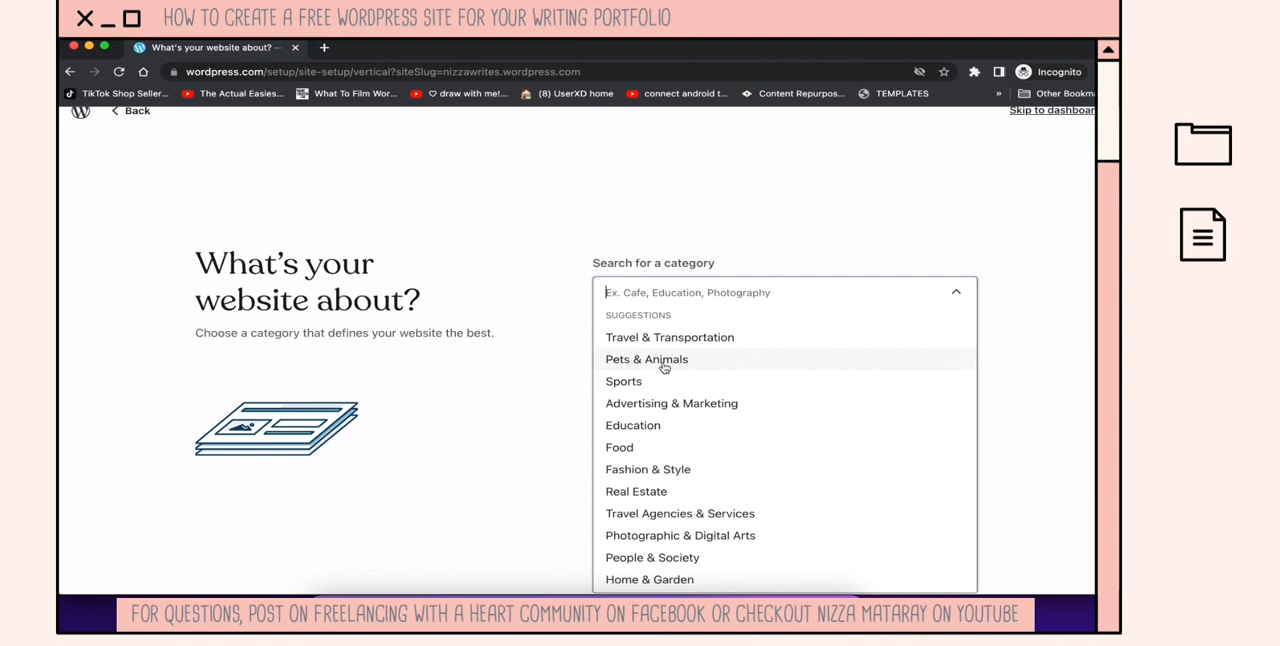 HOW TO CREATE A FREE WORDPRESS SITE FOR YOUR WRITING PORTFOLIO
What's your website about? —
wordpress.com/setup/site-setup/vertical?siteSlug=nizzawrites.wordpress.com
Incognito
TikTok Shop Seller...
The Actual Easies...
What To Film Wor...
♡ draw with me!...
(8) UserXD home
connect android t...
Content Repurpos...
TEMPLATES
»
Other Bookma
Back
Skip to dashboar
What's your
website about?
Choose a category that defines your website the best.
Search for a category
Ex. Cafe, Education, Photography
SUGGESTIONS
Travel & Transportation
Pets & Animals
Sports
Advertising & Marketing
Education
Food
Fashion & Style
Real Estate
Travel Agencies & Services
Photographic & Digital Arts
People & Society
Home & Garden
FOR QUESTIONS, POST ON FREELANCING WITH A HEART COMMUNITY ON FACEBOOK OR CHECKOUT NIZZA MATARAY ON YOUTUBE